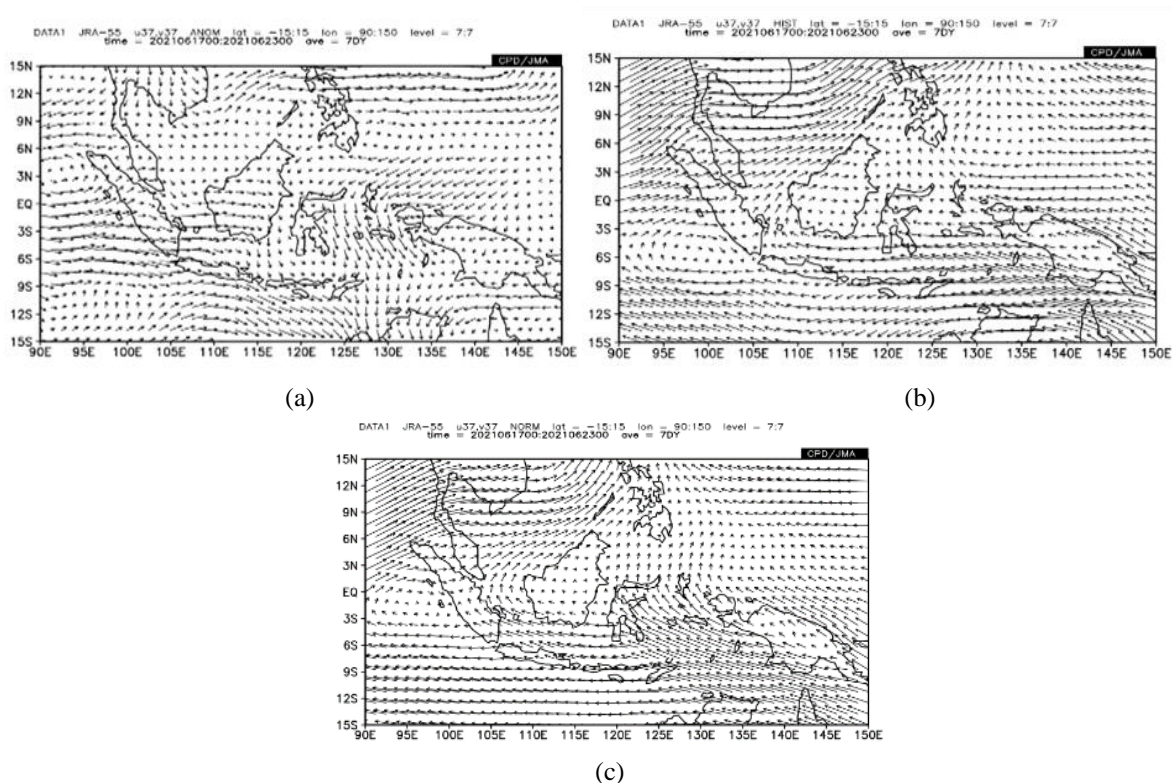 DATA1 JRA-55 u37,v37 ANOM lat = -15:15 lon = 90:150 level = 7:7
time = 2021061700:2021062300 ave = 7DY
CPD/JMA
15N
12N
9N
6N
3N
EQ
3S
6S
9S
12S
15S
90E 95E 100E 105E 110E 115E 120E 125E 130E 135E 140E 145E 150E
(a)
DATA1 JRA-55 u37,v37 HIST lat = -15:15 lon = 90:150 level = 7:7
time = 2021061700:2021062300 ave = 7DY
CPD/JMA
15N
12N
9N
6N
3N
EQ
3S
6S
9S
12S
15S
90E 95E 100E 105E 110E 115E 120E 125E 130E 135E 140E 145E 150E
(b)
DATA1 JRA-55 u37,v37 NORM lat = -15:15 lon = 90:150 level = 7:7
time = 2021061700:2021062300 ave = 7DY
CPD/JMA
15N
12N
9N
6N
3N
EQ
3S
6S
9S
12S
15S
90E 95E 100E 105E 110E 115E 120E 125E 130E 135E 140E 145E 150E
(c)